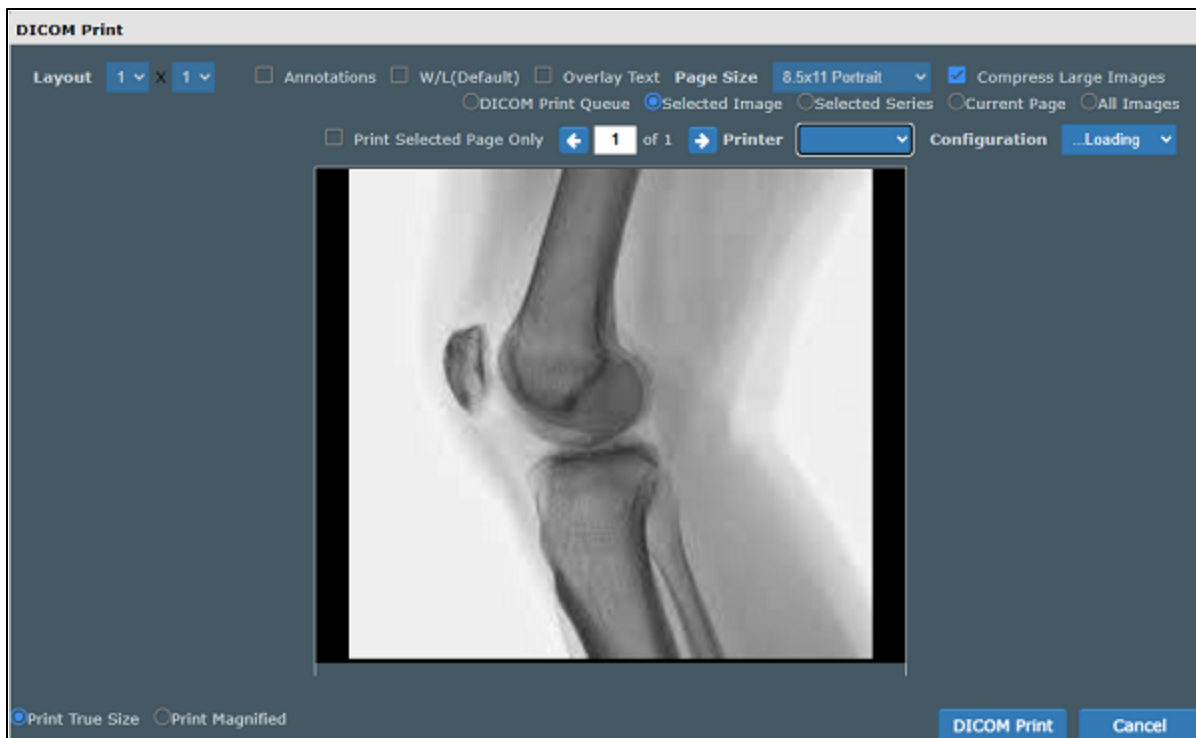 DICOM Print
Layout 1 X 1 Annotations W/L(Default) Overlay Text Page Size 8.5x11 Portrait Compress Large Images
DICOM Print Queue Selected Image Selected Series Current Page All Images
Print Selected Page Only 1 of 1 Printer Configuration ...Loading
Print True Size Print Magnified
DICOM Print Cancel